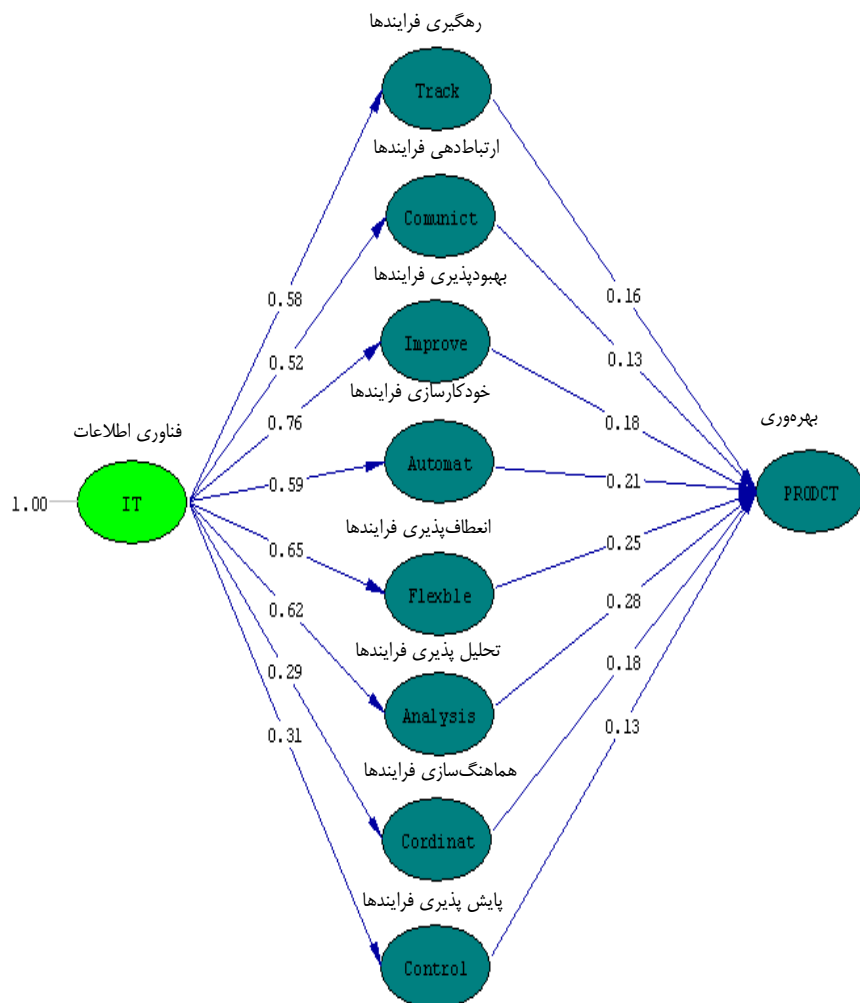 رهگیری فرایندها
Track
ارتباط‌دهی فرایندها
Comunict
بهبودپذیری فرایندها
0.58
0.16
0.52
Improve
0.13
خودکارسازی فرایندها
0.76
0.18
بهره‌وری
فناوری اطلاعات
Automat
0.59
0.21
1.00
IT
PRODCT
انعطاف‌پذیری فرایندها
0.65
0.25
Flexble
0.62
0.28
تحلیل پذیری فرایندها
0.29
0.18
Analysis
0.31
0.13
هماهنگ‌سازی فرایندها
Cordinat
پایش پذیری فرایندها
Control